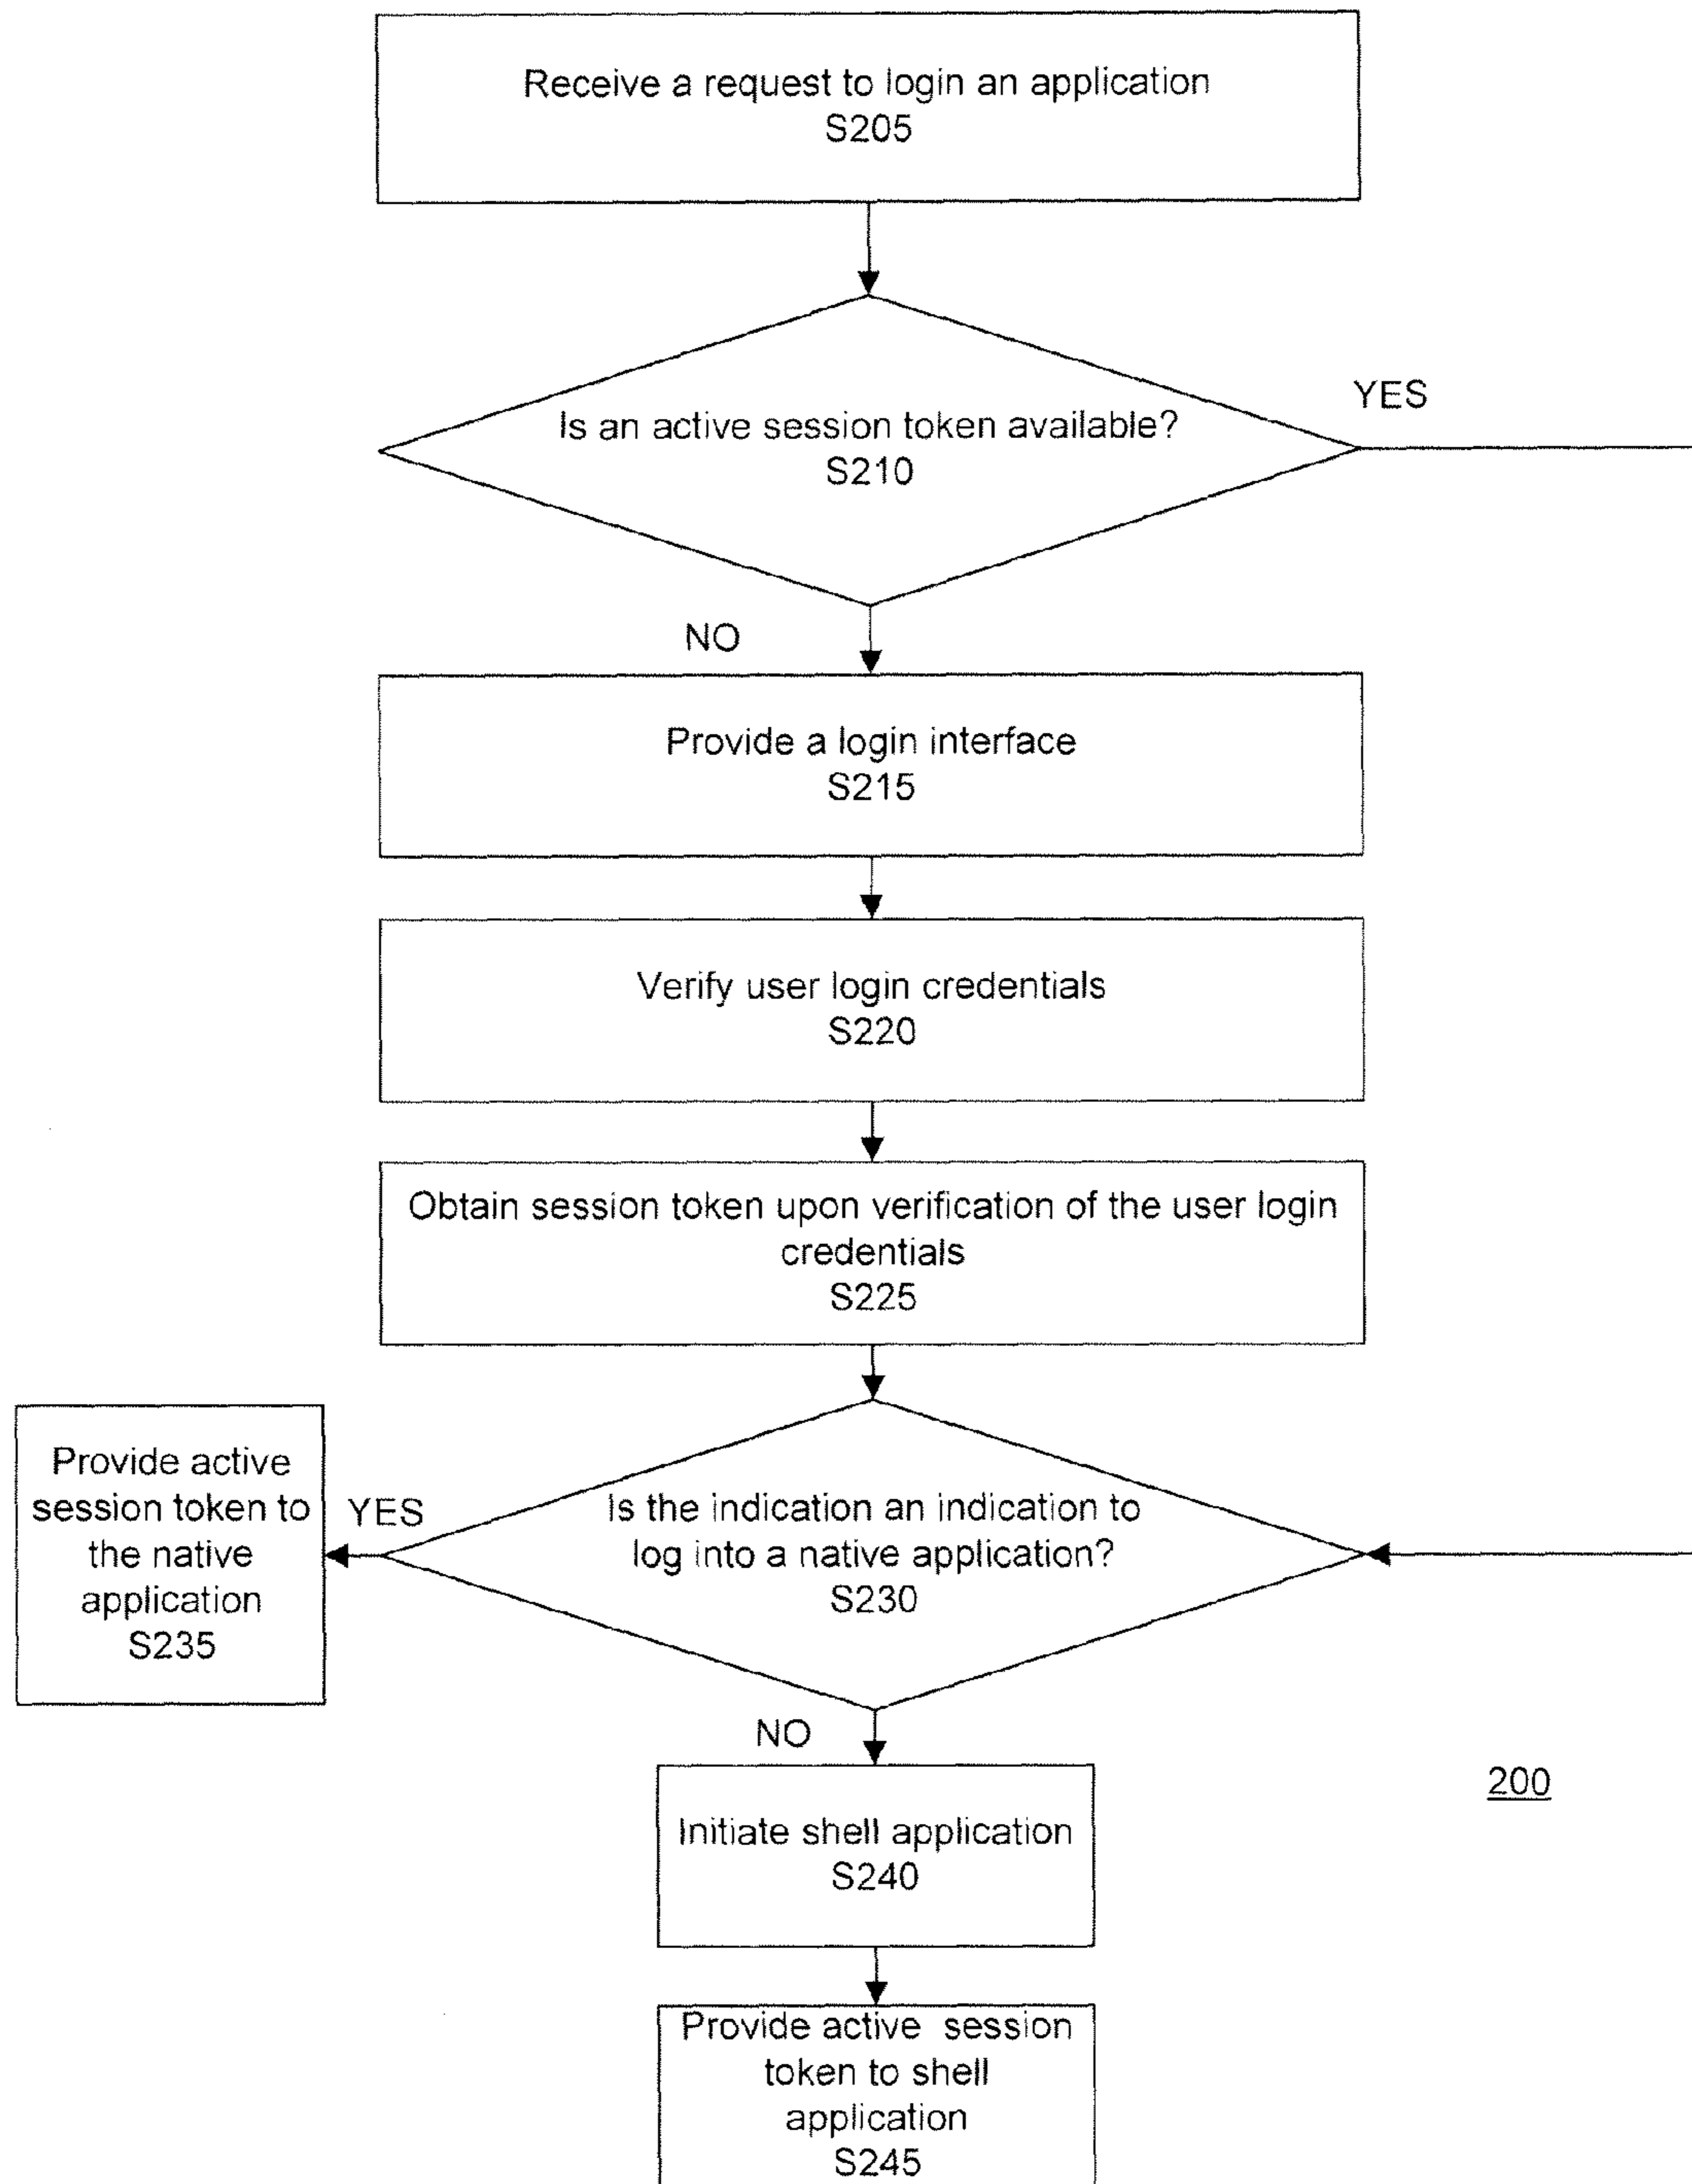 Receive a request to login an application
S205
Is an active session token available?
S210
YES
NO
Provide a login interface
S215
Verify user login credentials
S220
Obtain session token upon verification of the user login
credentials
S225
Is the indication an indication to
log into a native application?
S230
YES
Provide active
session token to
the native
application
S235
NO
Initiate shell application
S240
200
Provide active session
token to shell
application
S245